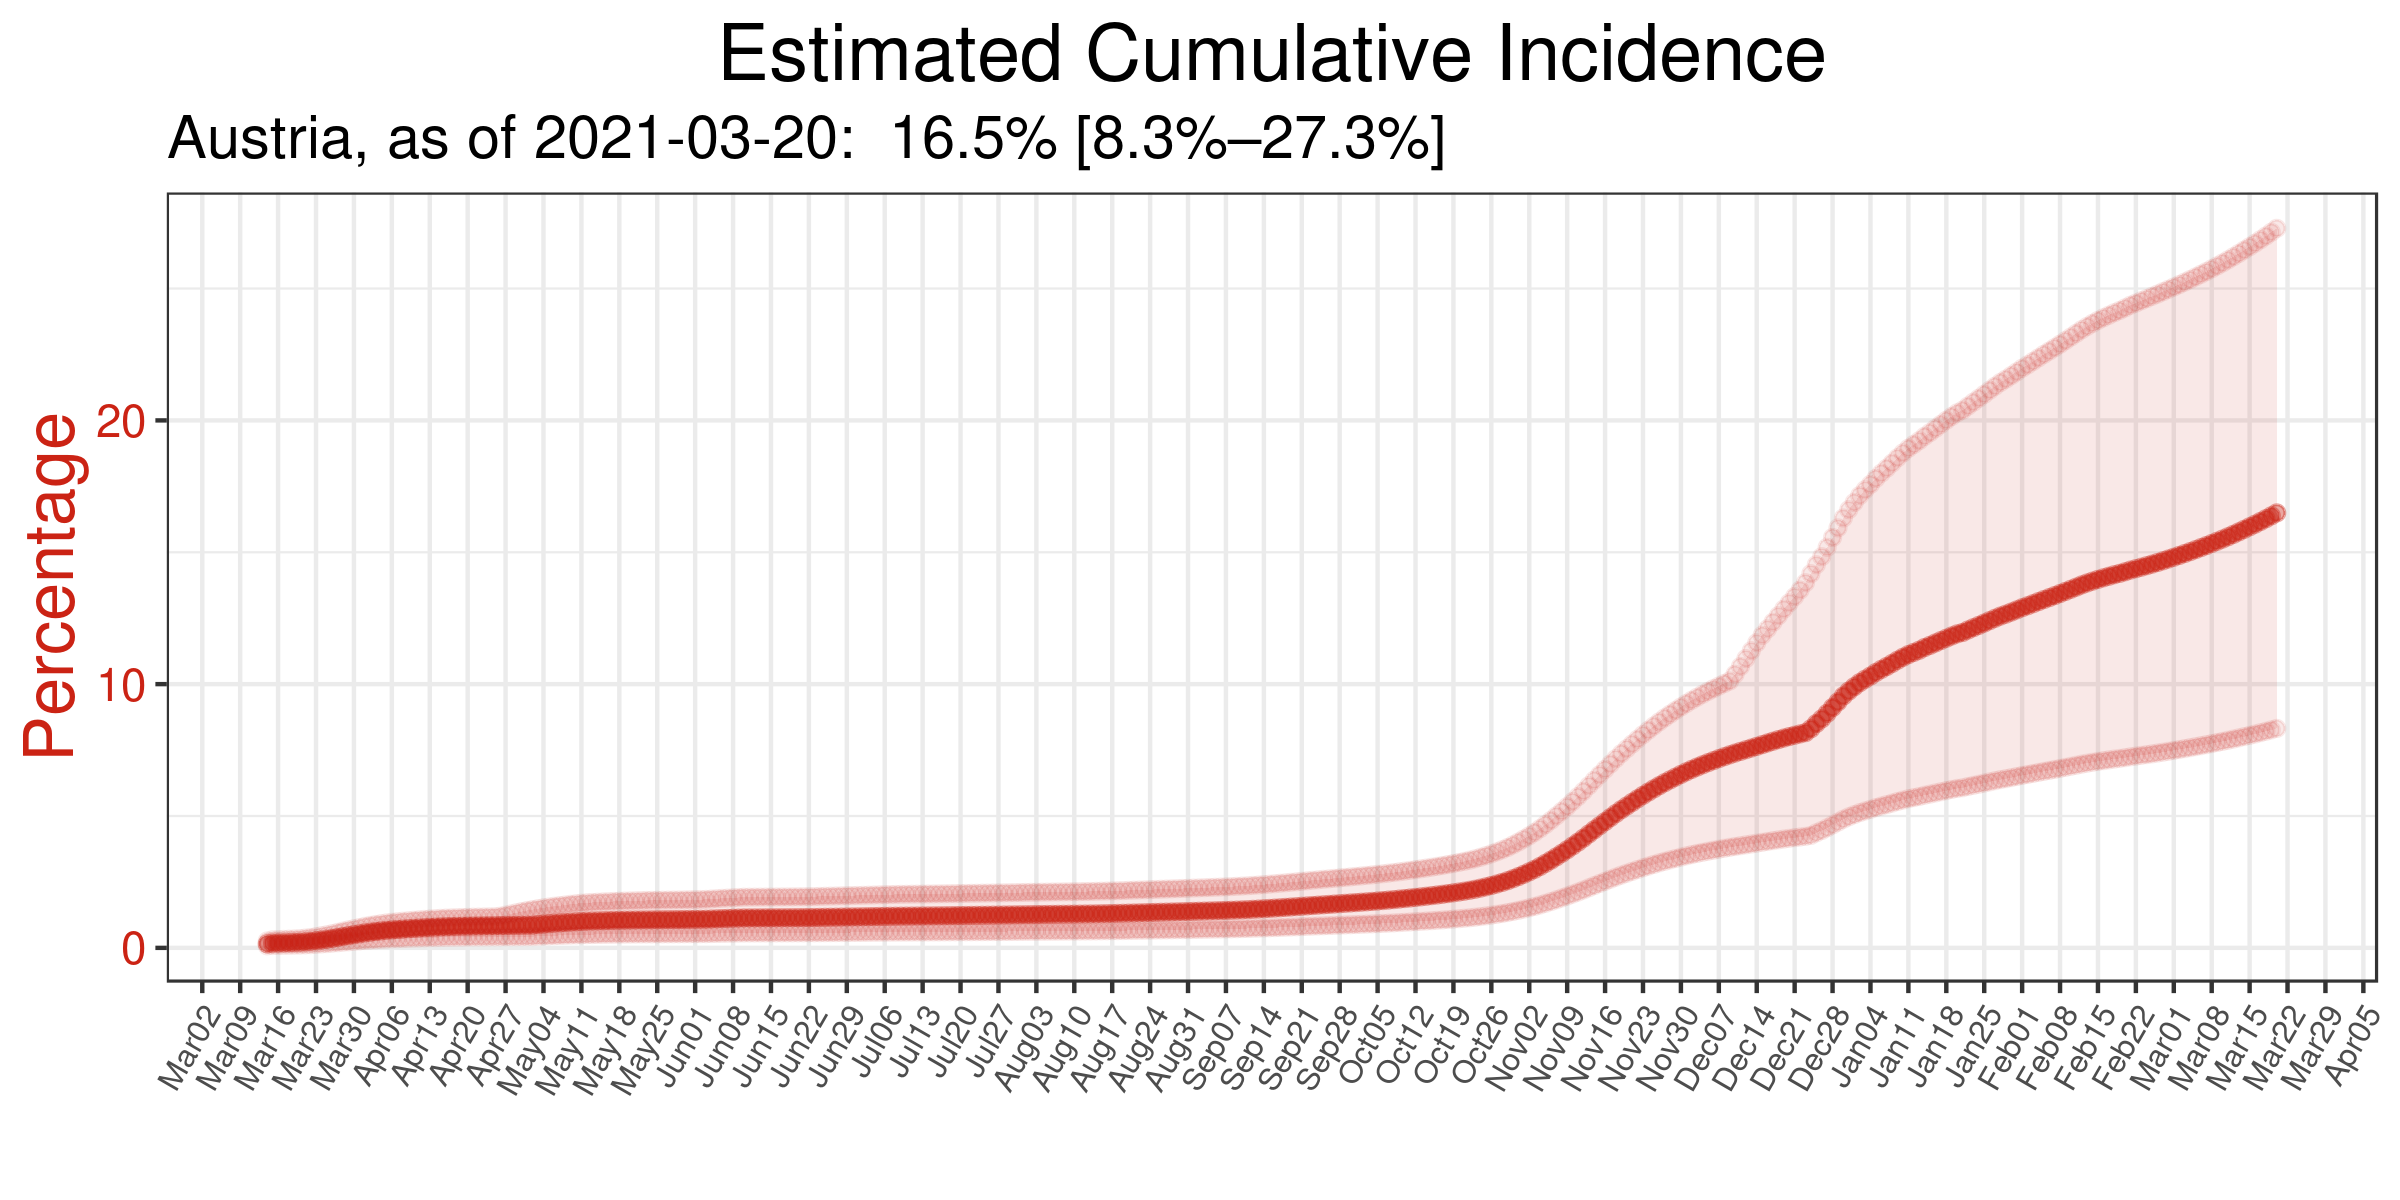 Estimated Cumulative Incidence
Austria, as of 2021-03-20:  16.5% [8.3%–27.3%]
Percentage
20
10
0
Mar02
Mar09
Mar16
Mar23
Mar30
Apr06
Apr13
Apr20
Apr27
May04
May11
May18
May25
Jun01
Jun08
Jun15
Jun22
Jun29
Jul06
Jul13
Jul20
Jul27
Aug03
Aug10
Aug17
Aug24
Aug31
Sep07
Sep14
Sep21
Sep28
Oct05
Oct12
Oct19
Oct26
Nov02
Nov09
Nov16
Nov23
Nov30
Dec07
Dec14
Dec21
Dec28
Jan04
Jan11
Jan18
Jan25
Feb01
Feb08
Feb15
Feb22
Mar01
Mar08
Mar15
Mar22
Mar29
Apr05